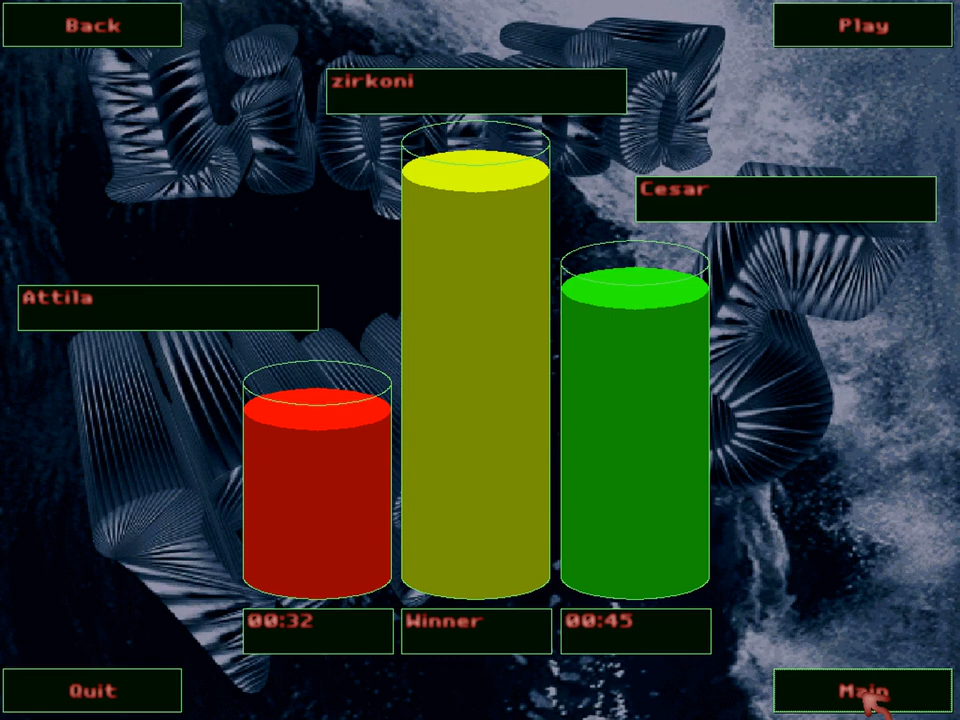 Back
Play
zirkoni
Cesar
Attila
00:32
Winner
00:45
Quit
Main